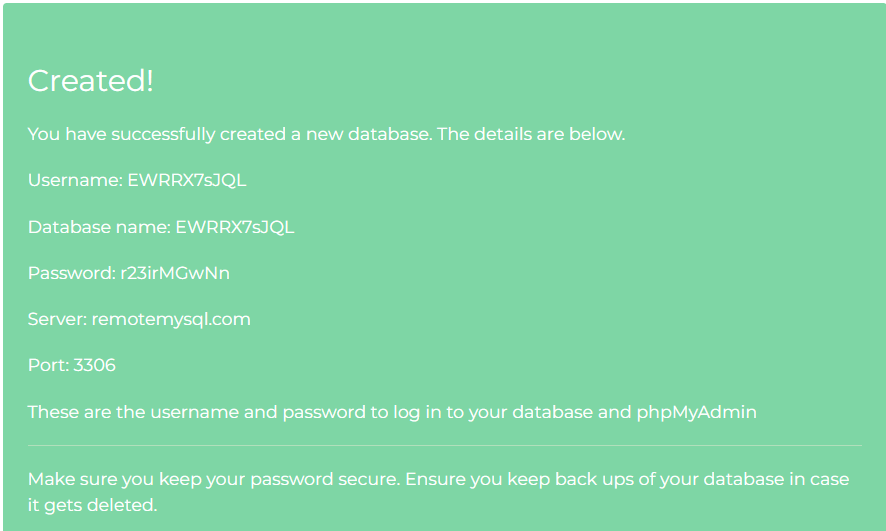 Created!
You have successfully created a new database. The details are below.
Username: EWRRX7sJQL
Database name: EWRRX7sJQL
Password: r23irMGwNn
Server: remotemysql.com
Port: 3306
These are the username and password to log in to your database and phpMyAdmin
Make sure you keep your password secure. Ensure you keep back ups of your database in case
it gets deleted.